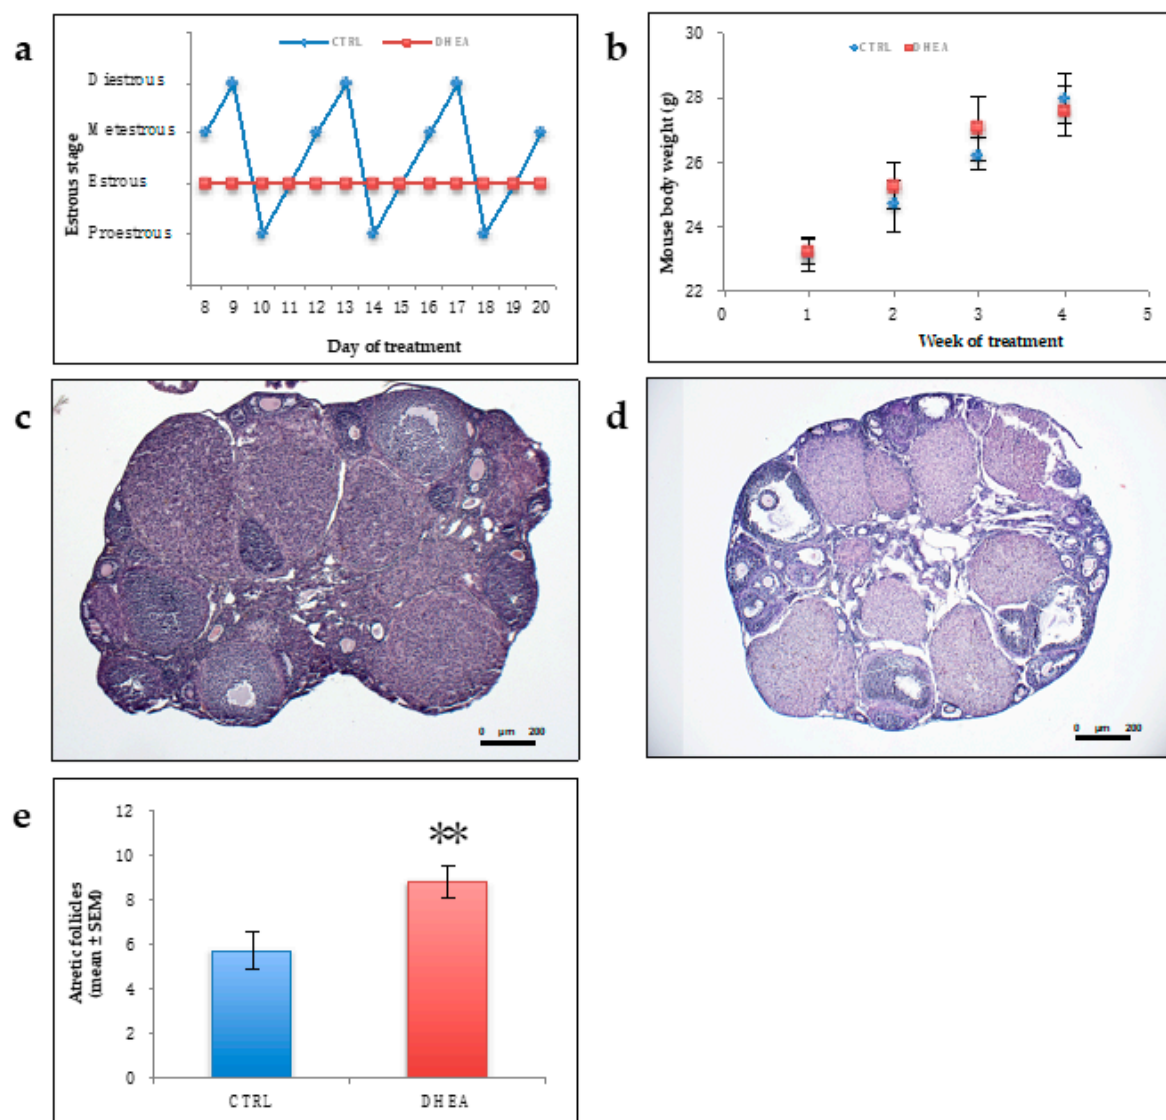 a
CTRL DHEA
Estrous stage
Diestrous
Metestrous
Estrous
Proestrous
8 9 10 11 12 13 14 15 16 17 18 19 20
Day of treatment
b
CTRL DHEA
Mouse body weight (g)
30
28
26
24
22
0 1 2 3 4 5
Week of treatment
c
0 µm 200
d
0 µm 200
e
Atretic follicles
(mean ± SEM)
12
10
8
6
4
2
0
**
CTRL DHEA